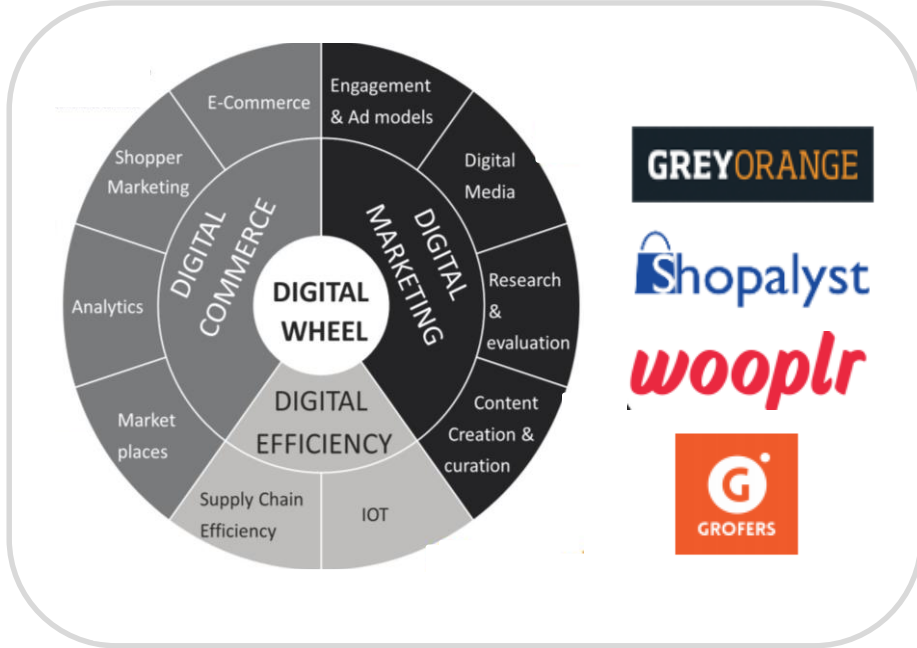 E-Commerce
Engagement
& Ad models
Shopper
Marketing
Digital
Media
DIGITAL
COMMERCE
DIGITAL
MARKETING
Analytics
DIGITAL
WHEEL
Research
&
evaluation
Market
places
DIGITAL
EFFICIENCY
Content
Creation &
curation
Supply Chain
Efficiency
IOT
GREYORANGE
Shopalyst
wooplr
G
GROFERS